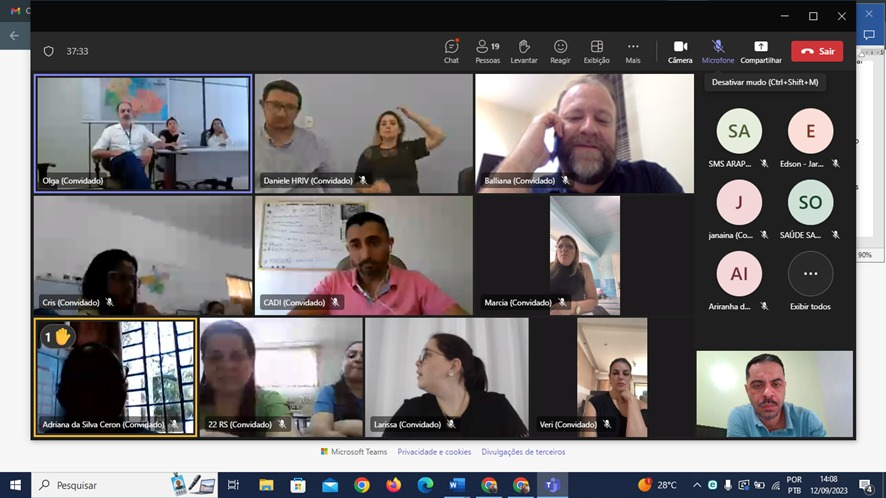 37:33
Chat
19
Pessoas
Levantar
Reagir
Exibição
Mais
Câmera
Microfone
Compartilhar
Sair
Desativar mudo (Ctrl+Shift+M)
Olga (Convidado)
Daniele HRIV (Convidado)
Balliana (Convidado)
SA
SMS ARAP...
E
Edson - Jar...
Cris (Convidado)
CADI (Convidado)
Marcia (Convidado)
J
janaina (Co...
SO
SAÚDE SA...
AI
Ariranha d...
Exibir todos
1
Adriana da Silva Ceron (Convidado)
22 RS (Convidado)
Larissa (Convidado)
Veri (Convidado)
90%
Microsoft Teams
Privacidade e cookies
Divulgações de terceiros
Pesquisar
28°C
POR
PTB
14:08
12/09/2023
4